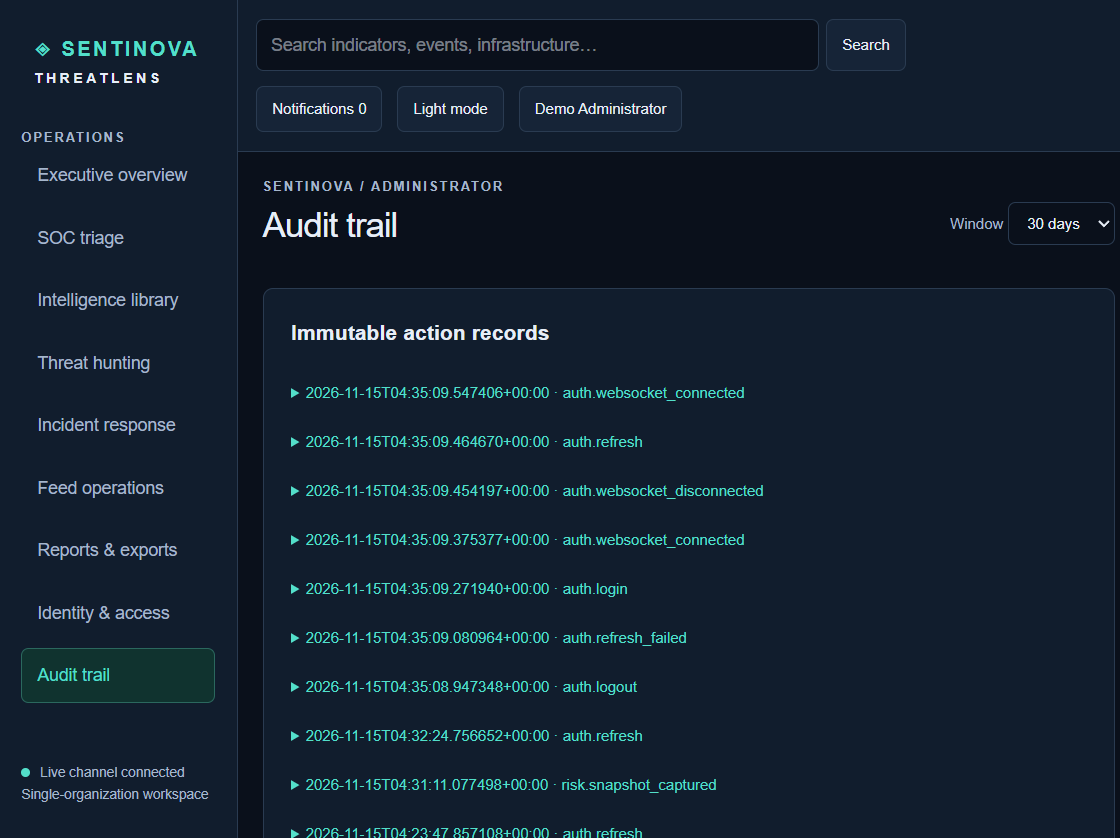 ◈ SENTINOVA
THREATLENS
OPERATIONS
Executive overview
SOC triage
Intelligence library
Threat hunting
Incident response
Feed operations
Reports & exports
Identity & access
Audit trail
Live channel connected
Single-organization workspace
Search indicators, events, infrastructure…
Search
Notifications 0
Light mode
Demo Administrator
SENTINOVA / ADMINISTRATOR
Audit trail
Window 30 days
Immutable action records
2026-11-15T04:35:09.547406+00:00 · auth.websocket_connected
2026-11-15T04:35:09.464670+00:00 · auth.refresh
2026-11-15T04:35:09.454197+00:00 · auth.websocket_disconnected
2026-11-15T04:35:09.375377+00:00 · auth.websocket_connected
2026-11-15T04:35:09.271940+00:00 · auth.login
2026-11-15T04:35:09.080964+00:00 · auth.refresh_failed
2026-11-15T04:35:08.947348+00:00 · auth.logout
2026-11-15T04:32:24.756652+00:00 · auth.refresh
2026-11-15T04:31:11.077498+00:00 · risk.snapshot_captured
2026-11-15T04:23:47.857108+00:00 · auth.refresh